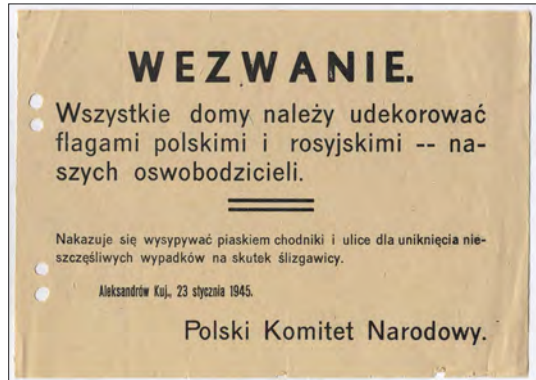 WEZWANIE.
Wszystkie domy należy udekorować
flagami polskimi i rosyjskimi -- na-
szych oswobodzicieli.
Nakazuje się wysypywać piaskiem chodniki i ulice dla uniknięcia nie-
szczęśliwych wypadków na skutek ślizgawicy.
Aleksandrów Kuj., 23 stycznia 1945.
Polski Komitet Narodowy.